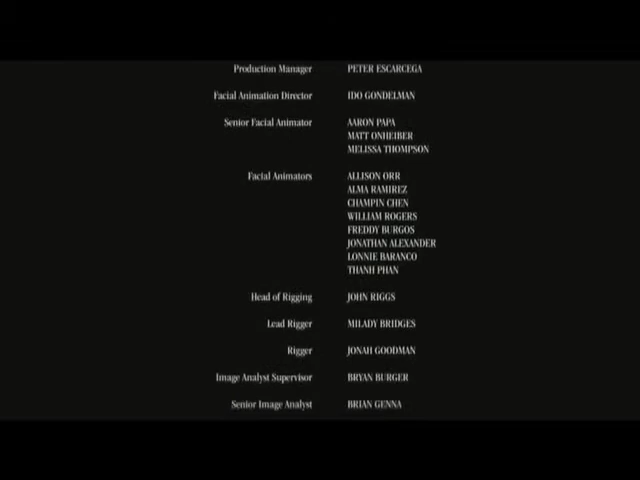 Production Manager PETER ESCARCEGA
Facial Animation Director IDO GONDELMAN
Senior Facial Animator AARON PAPA
MATT ONHEIBER
MELISSA THOMPSON
Facial Animators ALLISON ORR
ALMA RAMIREZ
CHAMPIN CHEN
WILLIAM ROGERS
FREDDY BURGOS
JONATHAN ALEXANDER
LONNIE BARANCO
THANH PHAN
Head of Rigging JOHN RIGGS
Lead Rigger MILADY BRIDGES
Rigger JONAH GOODMAN
Image Analyst Supervisor BRYAN BURGER
Senior Image Analyst BRIAN GENNA